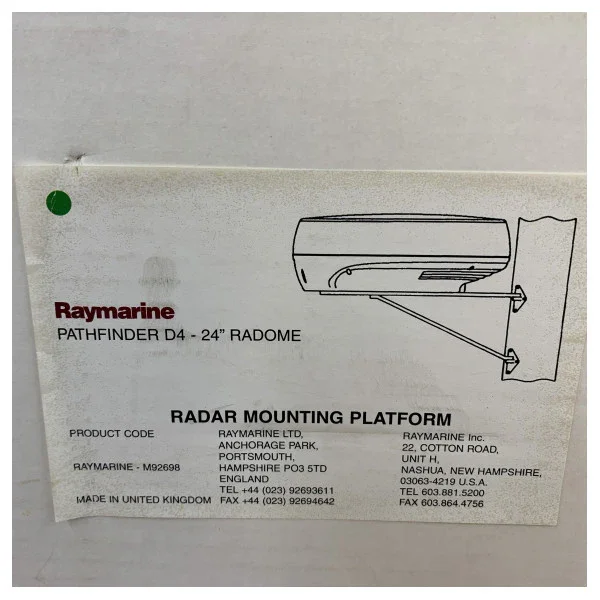 Raymarine
PATHFINDER D4 - 24" RADOME
RADAR MOUNTING PLATFORM
PRODUCT CODE
RAYMARINE - M92698
MADE IN UNITED KINGDOM
RAYMARINE LTD,
ANCHORAGE PARK,
PORTSMOUTH,
HAMPSHIRE PO3 5TD
ENGLAND
TEL +44 (023) 92693611
FAX +44 (023) 92694642
RAYMARINE Inc.
22, COTTON ROAD,
UNIT H,
NASHUA, NEW HAMPSHIRE,
03063-4219 U.S.A.
TEL 603.881.5200
FAX 603.864.4756